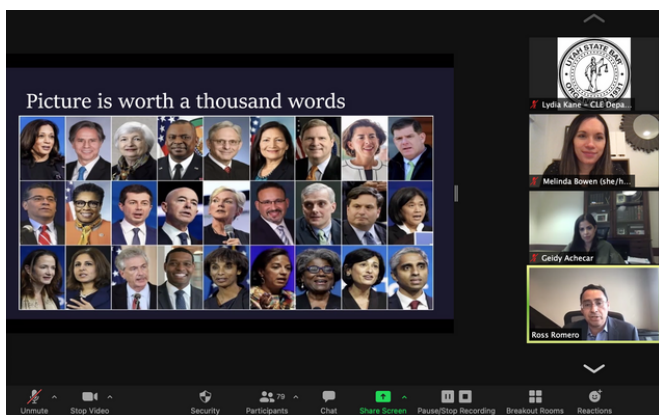 Picture is worth a thousand words
UTAH STATE BAR
Lydia Kane - CLE Depa...
Melinda Bowen (she/h...
Geidy Achecar
Ross Romero
Unmute
Stop Video
Security
Participants
79
Chat
Share Screen
Pause/Stop Recording
Breakout Rooms
Reactions